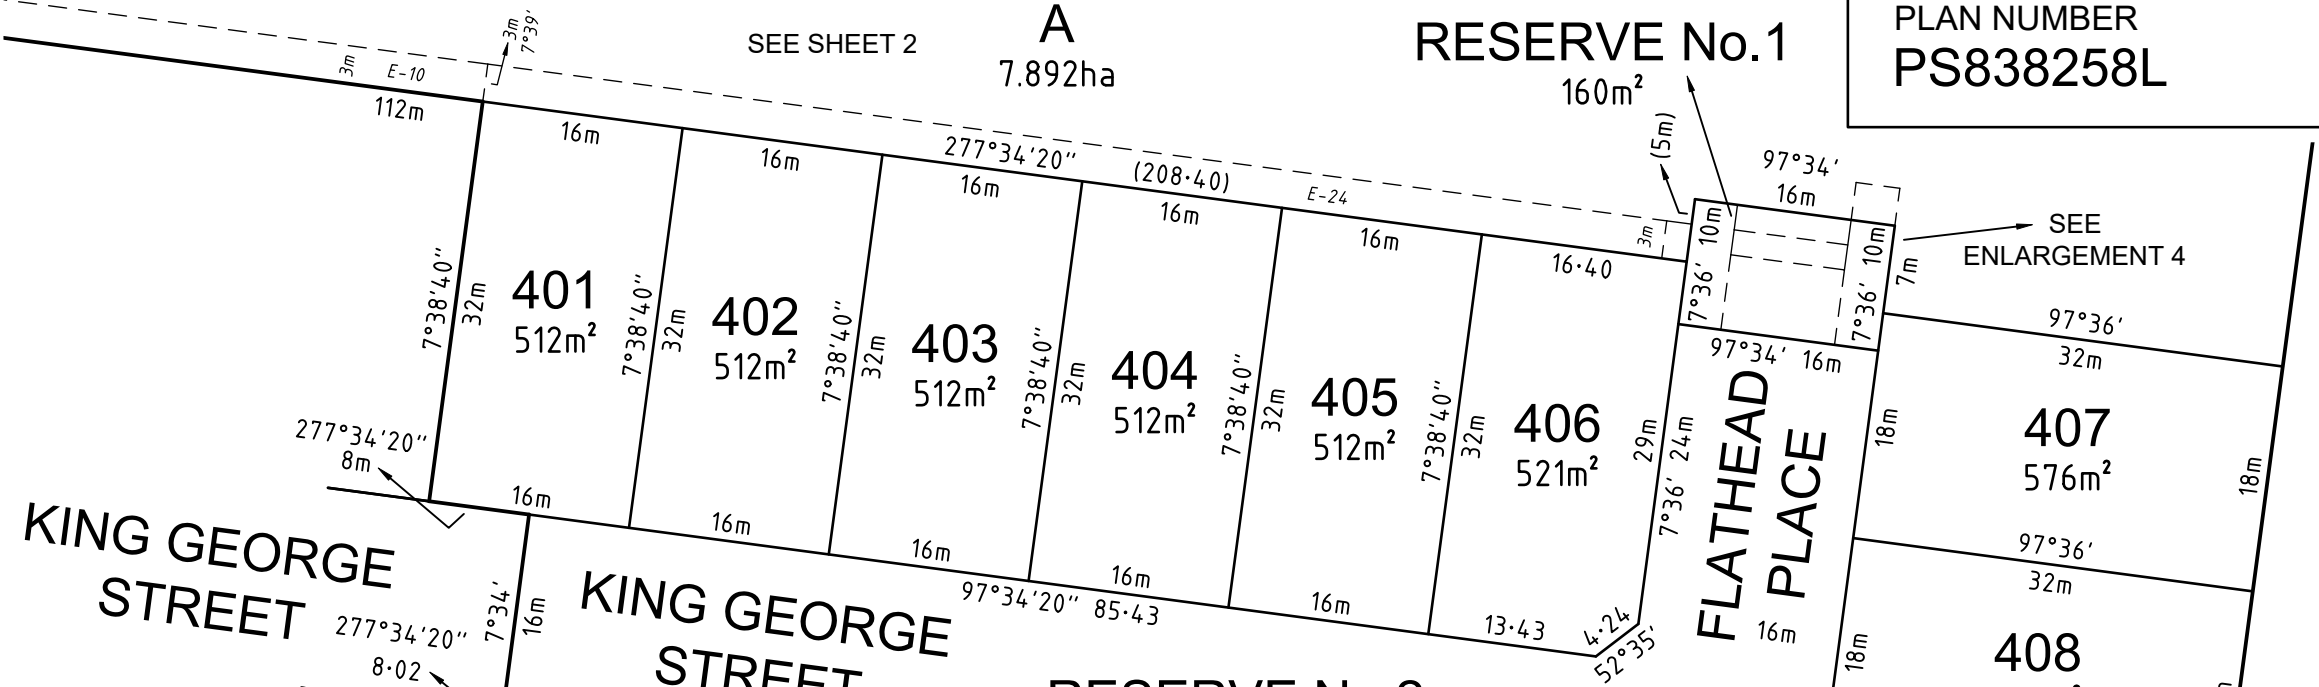 PLAN NUMBER
PS838258L
A
7.892ha
SEE SHEET 2
RESERVE No.1
160m²
3m
7°39'
3m
E-10
112m
16m
16m
16m
16m
16m
16·40
277°34'20"
(208·40)
E-24
3m
(5m)
97°34'
16m
10m
7°36'
10m
7°36'
7m
SEE
ENLARGEMENT 4
97°34' 16m
97°36'
32m
7°38'40"
32m
401
512m²
7°38'40"
32m
402
512m²
7°38'40"
32m
403
512m²
7°38'40"
32m
404
512m²
7°38'40"
32m
405
512m²
7°38'40"
32m
406
521m²
29m
7°36' 24m
FLATHEAD
PLACE
16m
18m
407
576m²
18m
97°36'
32m
408
18m
277°34'20"
8m
16m
16m
16m
16m
16m
13·43
4·24
52°35'
97°34'20" 85·43
KING GEORGE
STREET
277°34'20"
8·02
7°34'
16m
KING GEORGE
STREET